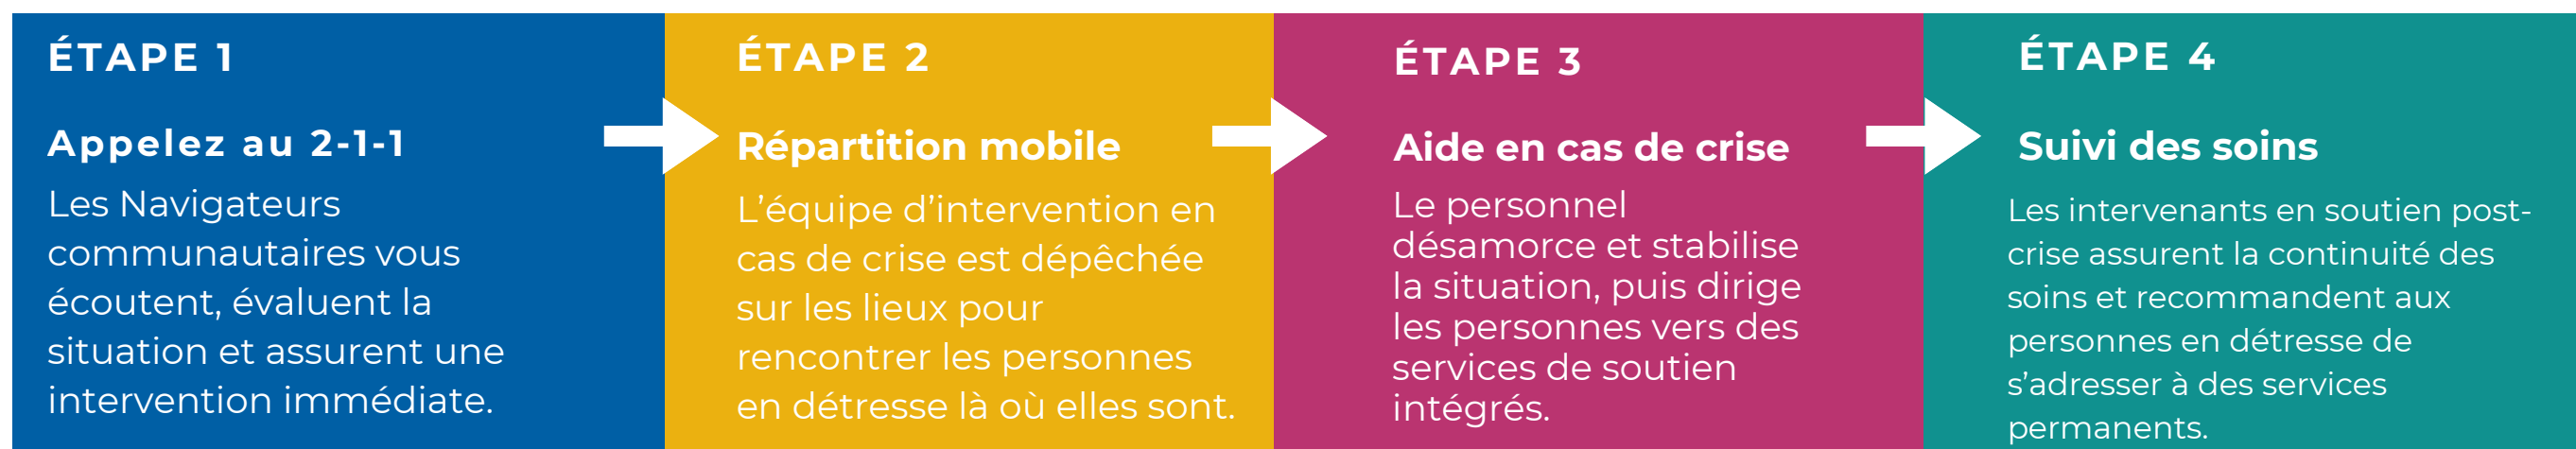 ÉTAPE 1
Appelez au 2-1-1
Les Navigateurs
communautaires vous
écoutent, évaluent la
situation et assurent une
intervention immédiate.
ÉTAPE 2
Répartition mobile
L’équipe d’intervention en
cas de crise est dépêchée
sur les lieux pour
rencontrer les personnes
en détresse là où elles sont.
ÉTAPE 3
Aide en cas de crise
Le personnel
désamorce et stabilise
la situation, puis dirige
les personnes vers des
services de soutien
intégrés.
ÉTAPE 4
Suivi des soins
Les intervenants en soutien post-
crise assurent la continuité des
soins et recommandent aux
personnes en détresse de
s’adresser à des services
permanents.